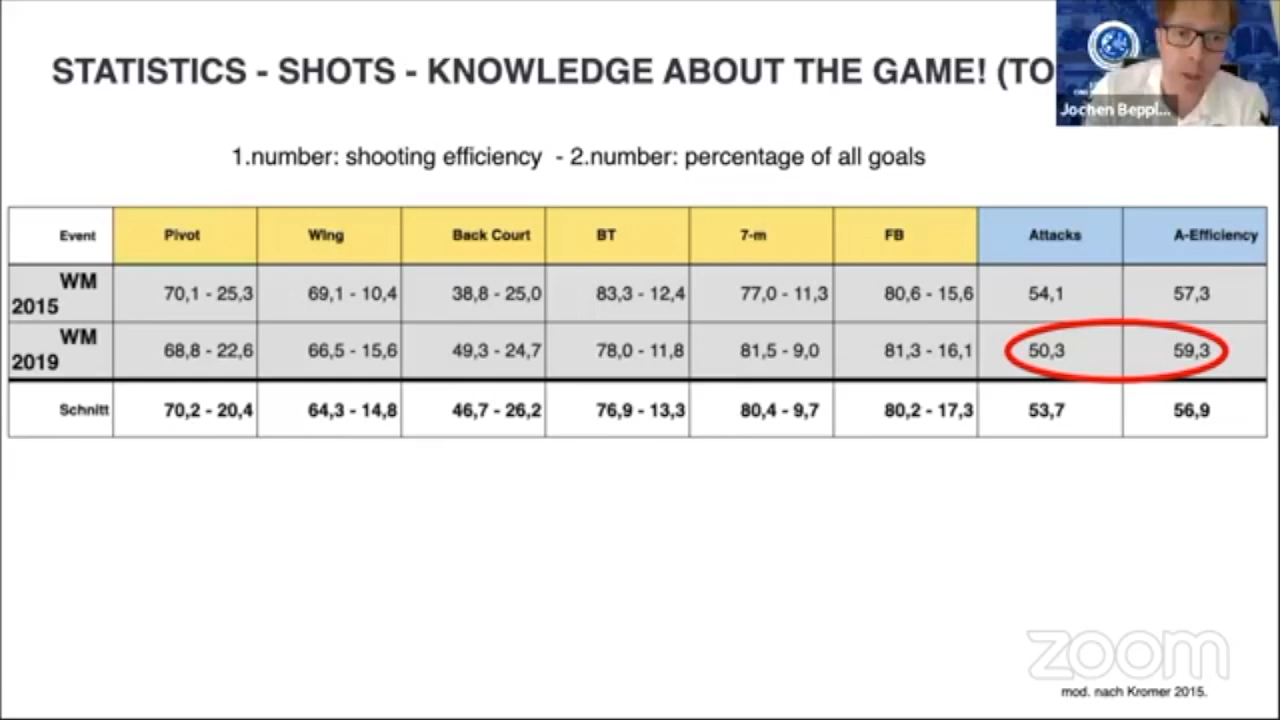 STATISTICS - SHOTS - KNOWLEDGE ABOUT THE GAME! (TO
Jochen Beppl...
1.number: shooting efficiency - 2.number: percentage of all goals
Event Pivot Wing Back Court BT 7-m FB Attacks A-Efficiency
WM 2015 70,1 - 25,3 69,1 - 10,4 38,8 - 25,0 83,3 - 12,4 77,0 - 11,3 80,6 - 15,6 54,1 57,3
WM 2019 68,8 - 22,6 66,5 - 15,6 49,3 - 24,7 78,0 - 11,8 81,5 - 9,0 81,3 - 16,1 50,3 59,3
Schnitt 70,2 - 20,4 64,3 - 14,8 46,7 - 26,2 76,9 - 13,3 80,4 - 9,7 80,2 - 17,3 53,7 56,9
zoom
mod. nach Kromer 2015.